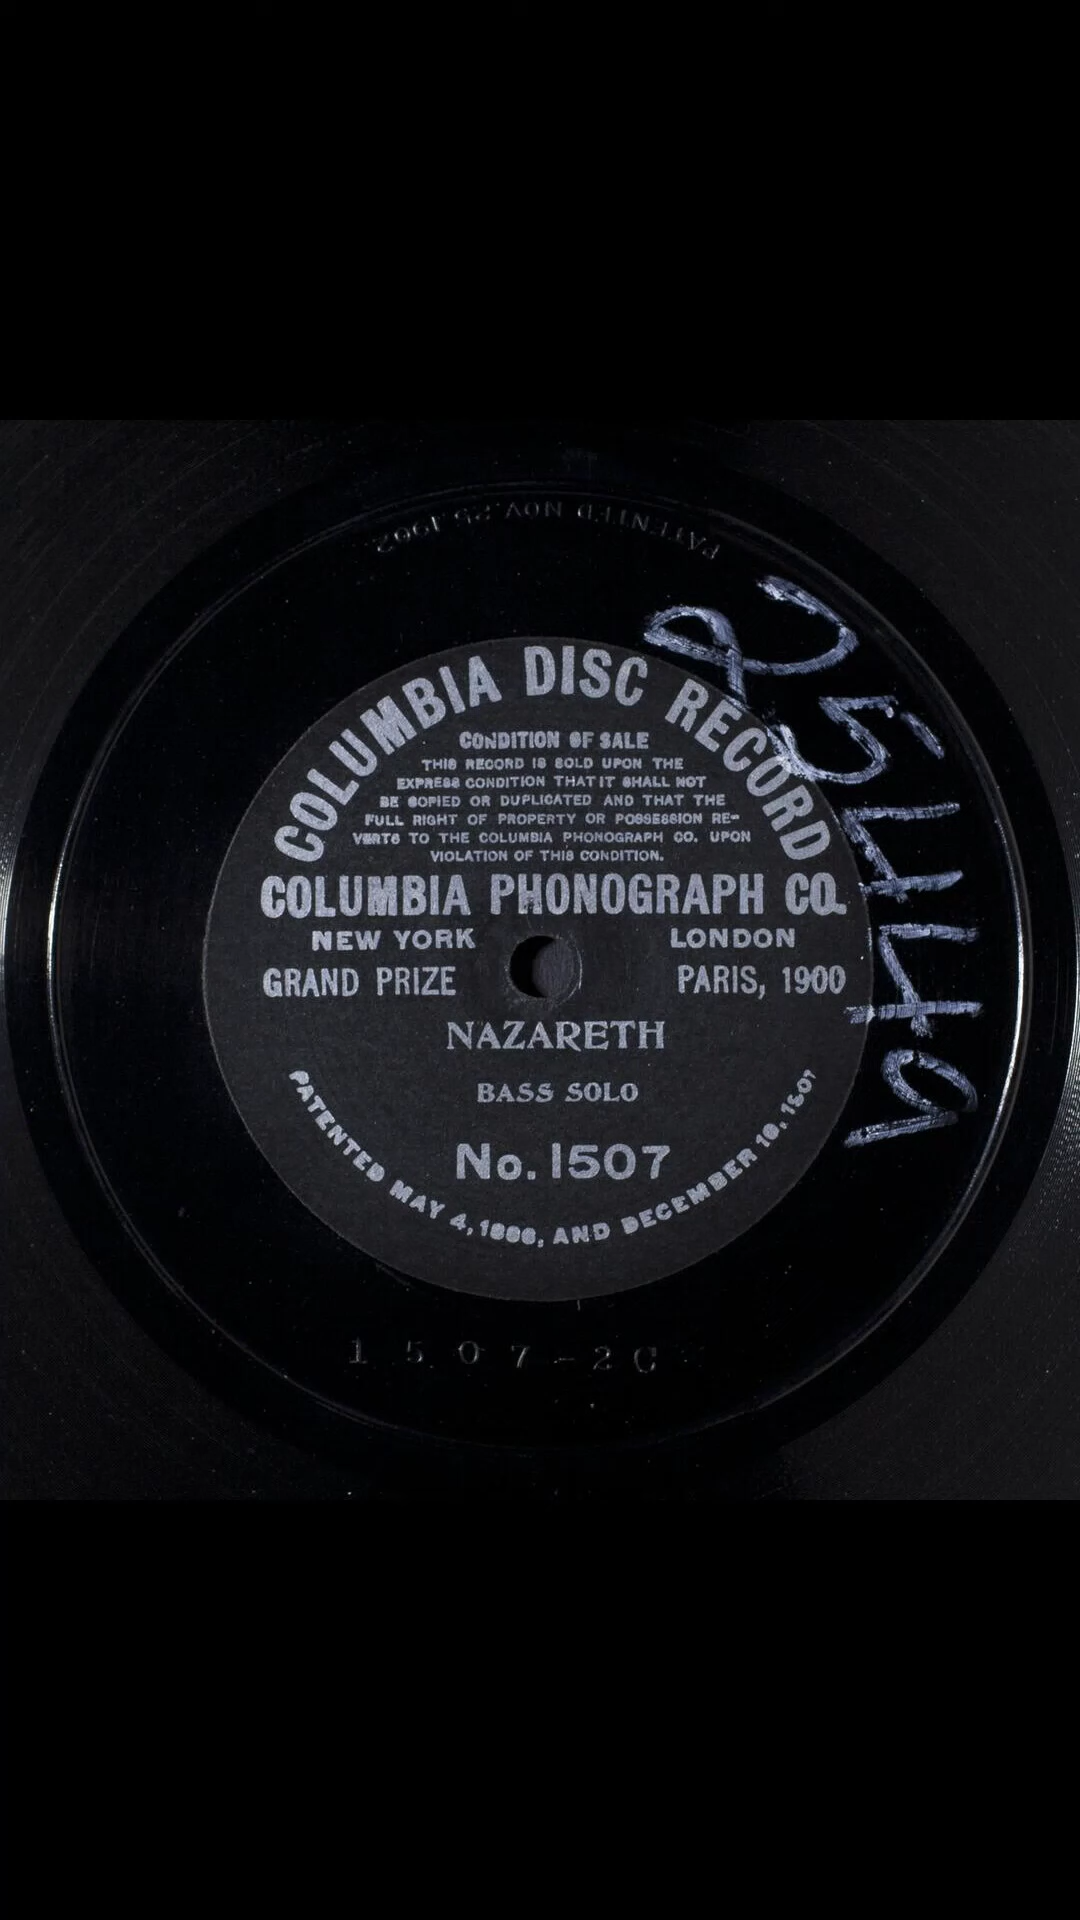 PATENTED NOV. 25, 1902.
COLUMBIA DISC RECORD
CONDITION OF SALE
THIS RECORD IS SOLD UPON THE
EXPRESS CONDITION THAT IT SHALL NOT
BE COPIED OR DUPLICATED AND THAT THE
FULL RIGHT OF PROPERTY OR POSSESSION RE-
VERTS TO THE COLUMBIA PHONOGRAPH CO. UPON
VIOLATION OF THIS CONDITION.
COLUMBIA PHONOGRAPH CO.
NEW YORK LONDON
GRAND PRIZE PARIS, 1900
NAZARETH
BASS SOLO
No. 1507
PATENTED MAY 4, AND DECEMBER 10,
1507-2C
25449